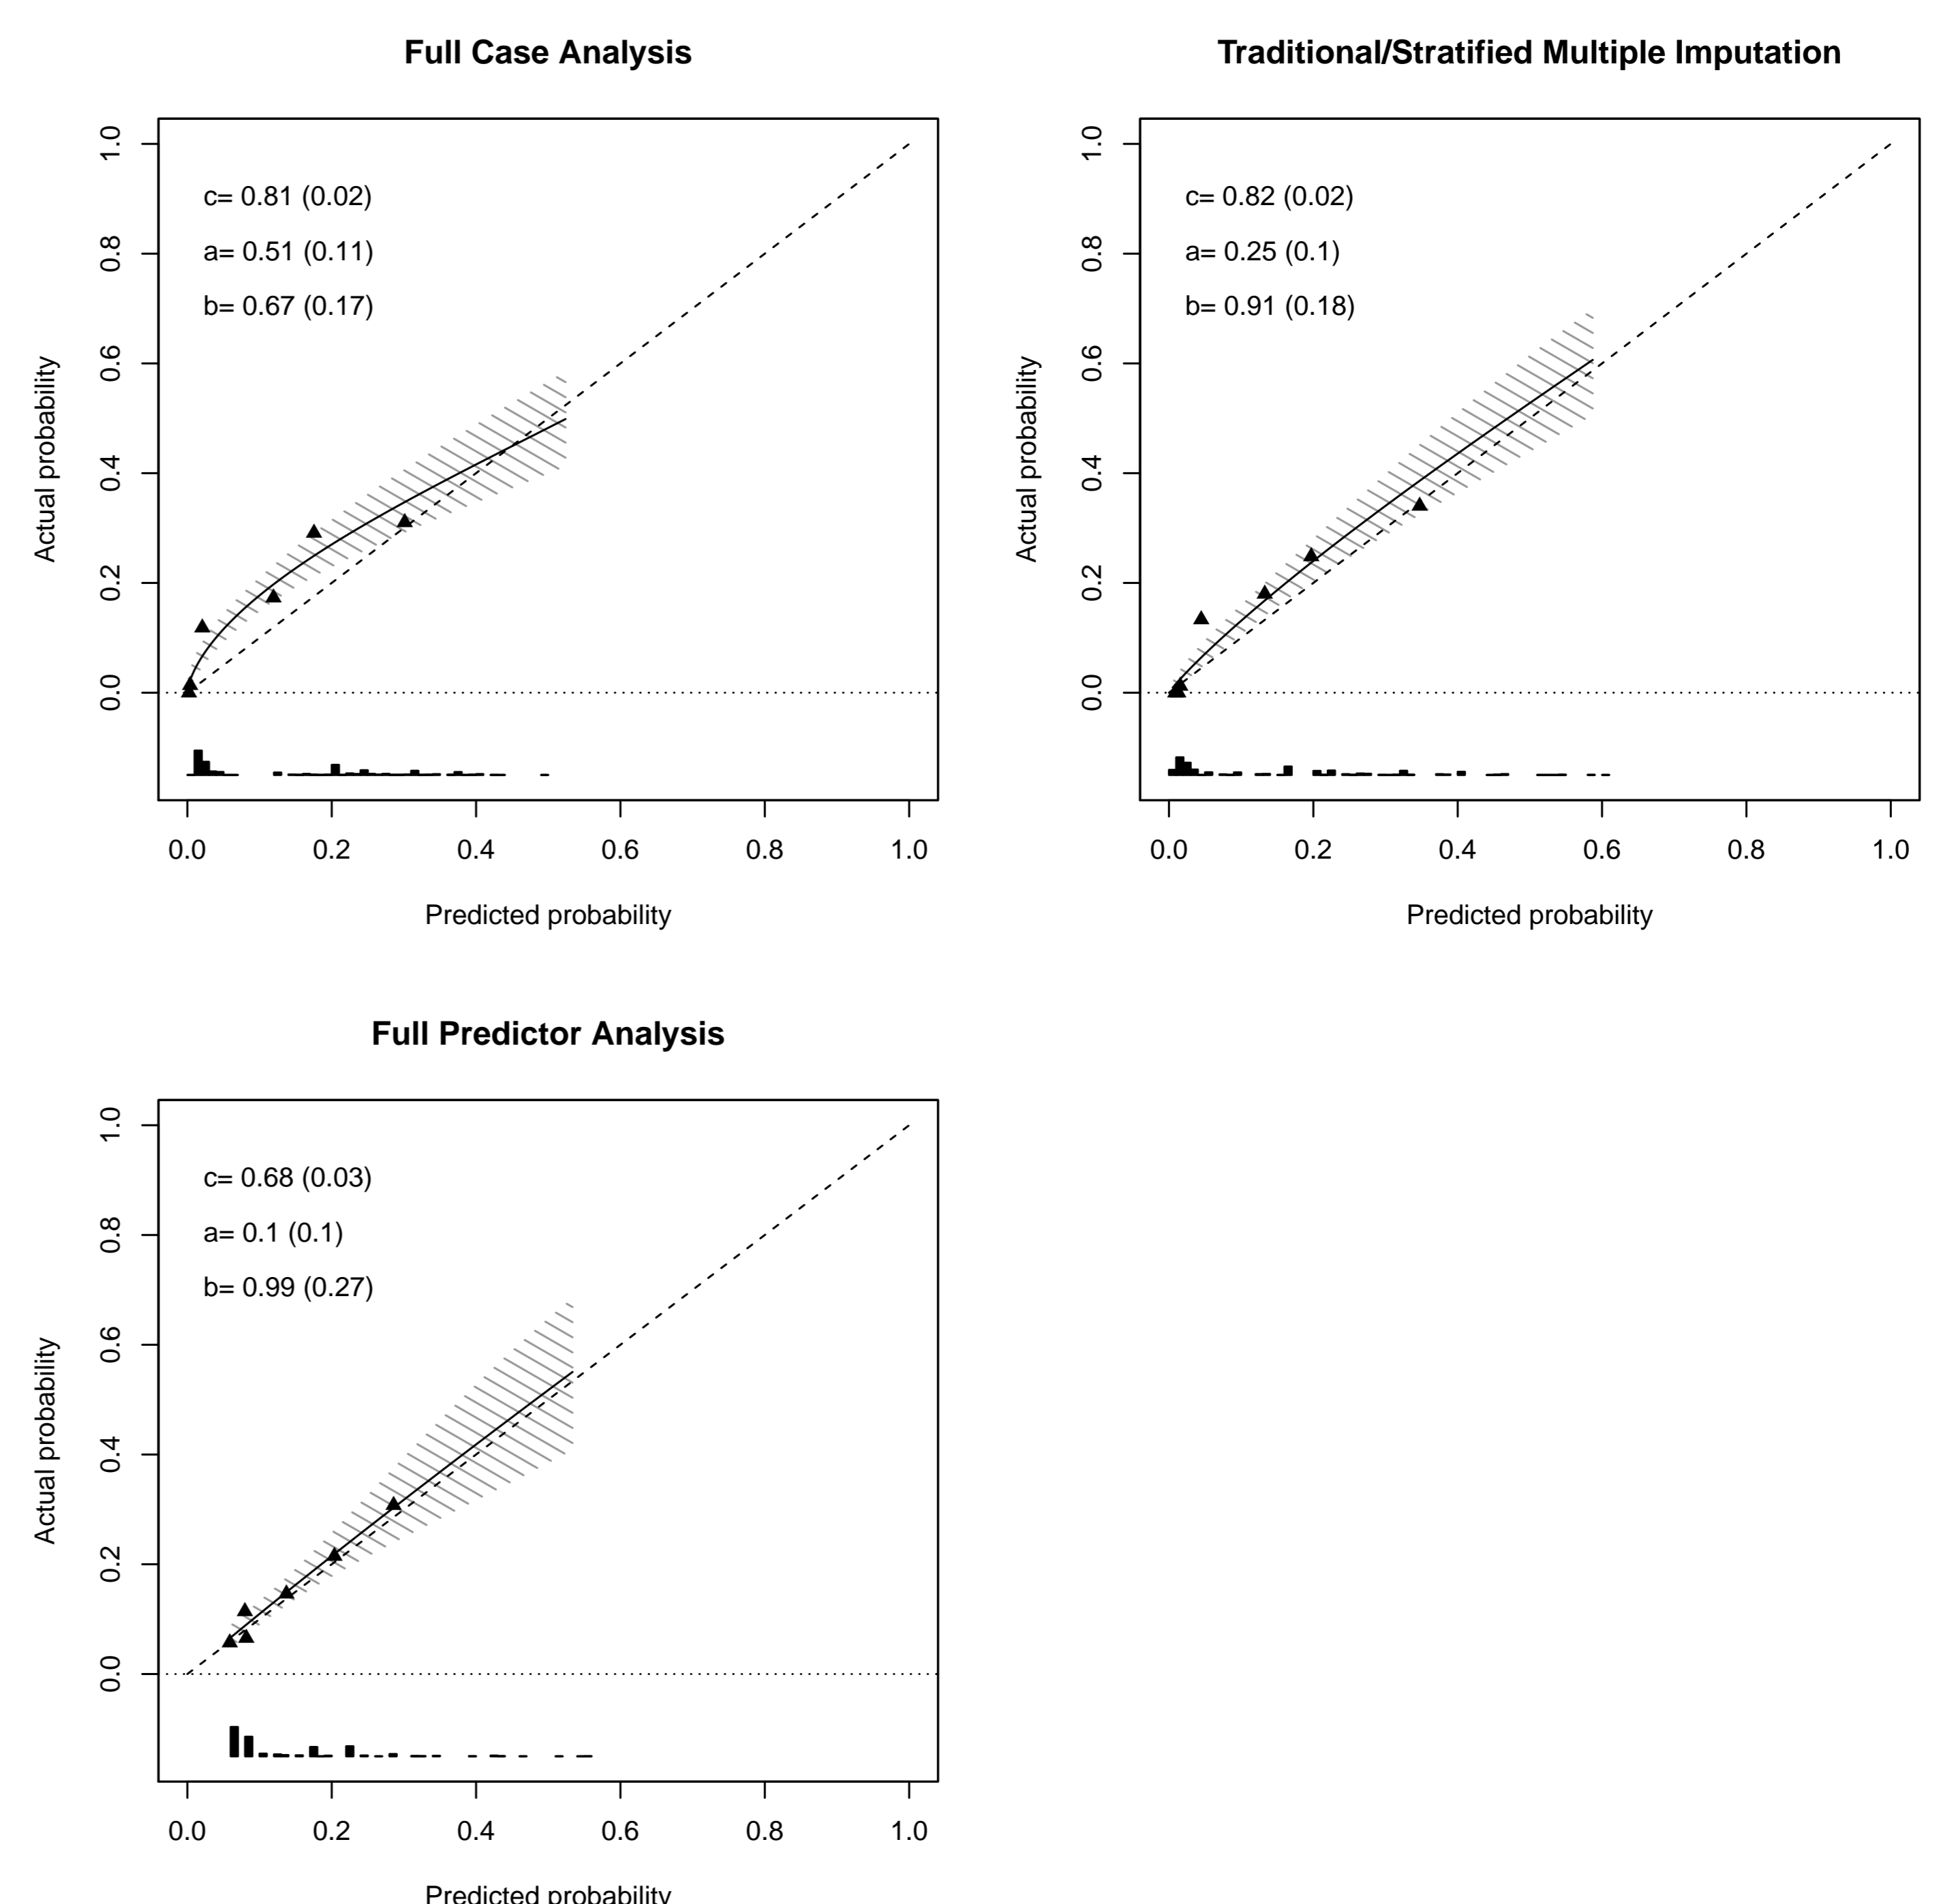 Full Case Analysis
c= 0.81 (0.02)
a= 0.51 (0.11)
b= 0.67 (0.17)
Actual probability
1.0
0.8
0.6
0.4
0.2
0.0
0.0 0.2 0.4 0.6 0.8 1.0
Predicted probability
Traditional/Stratified Multiple Imputation
c= 0.82 (0.02)
a= 0.25 (0.1)
b= 0.91 (0.18)
Actual probability
1.0
0.8
0.6
0.4
0.2
0.0
0.0 0.2 0.4 0.6 0.8 1.0
Predicted probability
Full Predictor Analysis
c= 0.68 (0.03)
a= 0.1 (0.1)
b= 0.99 (0.27)
Actual probability
1.0
0.8
0.6
0.4
0.2
0.0
0.0 0.2 0.4 0.6 0.8 1.0
Predicted probability